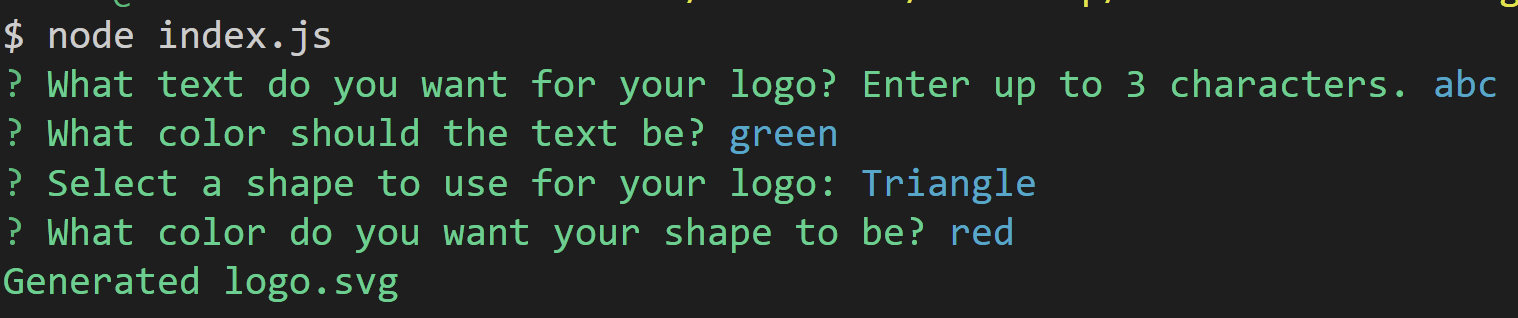 $ node index.js
? What text do you want for your logo? Enter up to 3 characters. abc
? What color should the text be? green
? Select a shape to use for your logo: Triangle
? What color do you want your shape to be? red
Generated logo.svg